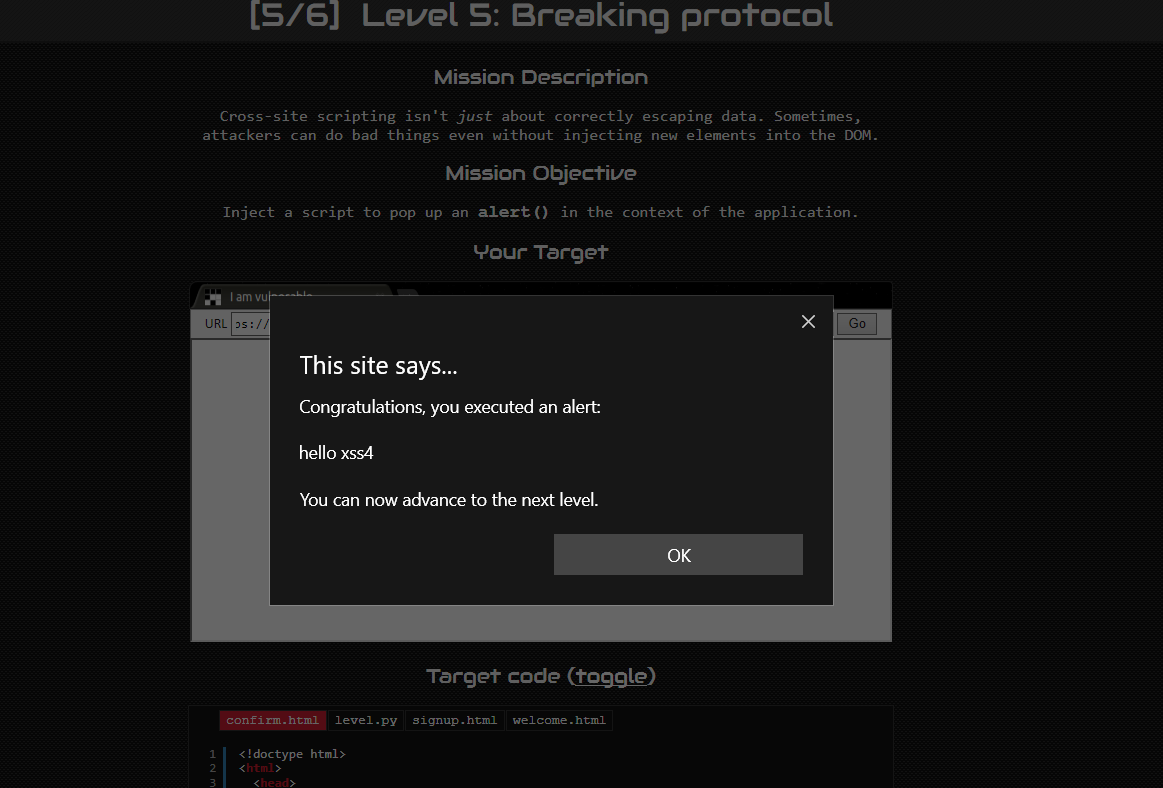 [5/6] Level 5: Breaking protocol
Mission Description
Cross-site scripting isn't just about correctly escaping data. Sometimes,
attackers can do bad things even without injecting new elements into the DOM.
Mission Objective
Inject a script to pop up an alert() in the context of the application.
Your Target
I am vulnerable
URL ps:// Go
This site says...
Congratulations, you executed an alert:
hello xss4
You can now advance to the next level.
OK
Target code (toggle)
confirm.html level.py signup.html welcome.html
1 <!doctype html>
2 <html>
3 <head>